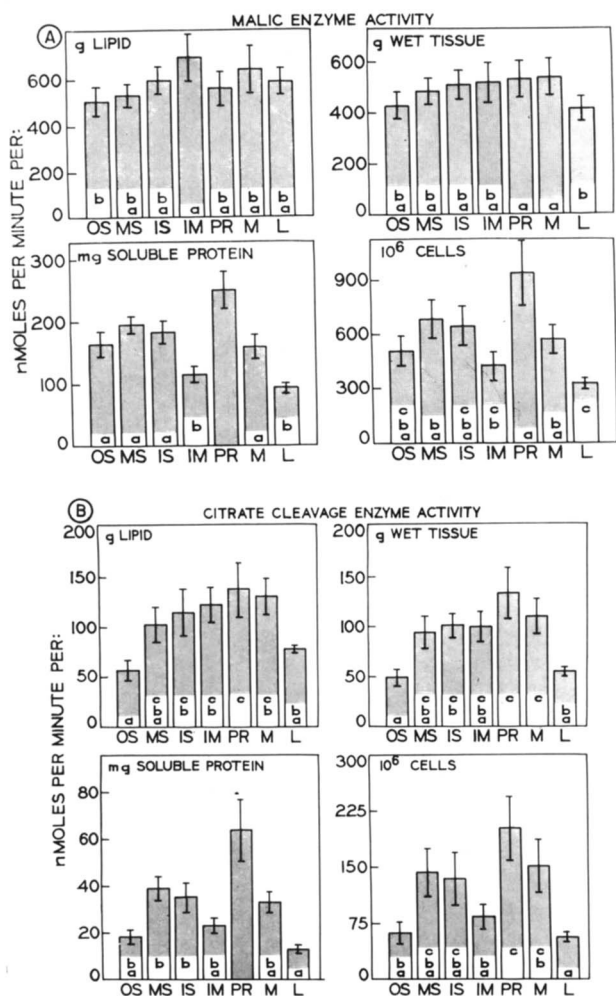 MALIC ENZYME ACTIVITY
A
g LIPID
g WET TISSUE
600
400
200
0
600
400
200
0
b b b b b b
a a a a a a
b b b b b
a a a a a a
OS MS IS IM PR M L
OS MS IS IM PR M L
nMOLES PER MINUTE PER:
mg SOLUBLE PROTEIN
10⁶ CELLS
300
200
100
0
900
600
300
0
a a a b a b
c c c c
b b b b b
a a a a a
OS MS IS IM PR M L
OS MS IS IM PR M L
B
CITRATE CLEAVAGE ENZYME ACTIVITY
g LIPID
g WET TISSUE
200
150
100
50
0
200
150
100
50
0
c c c c c
b b b b b
a a a
c c c c c
b b b b b
a a a a
OS MS IS IM PR M L
OS MS IS IM PR M L
nMOLES PER MINUTE PER:
mg SOLUBLE PROTEIN
10⁶ CELLS
80
60
40
20
0
300
225
150
75
0
b b b b b
a a a a
c c c c
b b b b b b
a a a a a
OS MS IS IM PR M L
OS MS IS IM PR M L